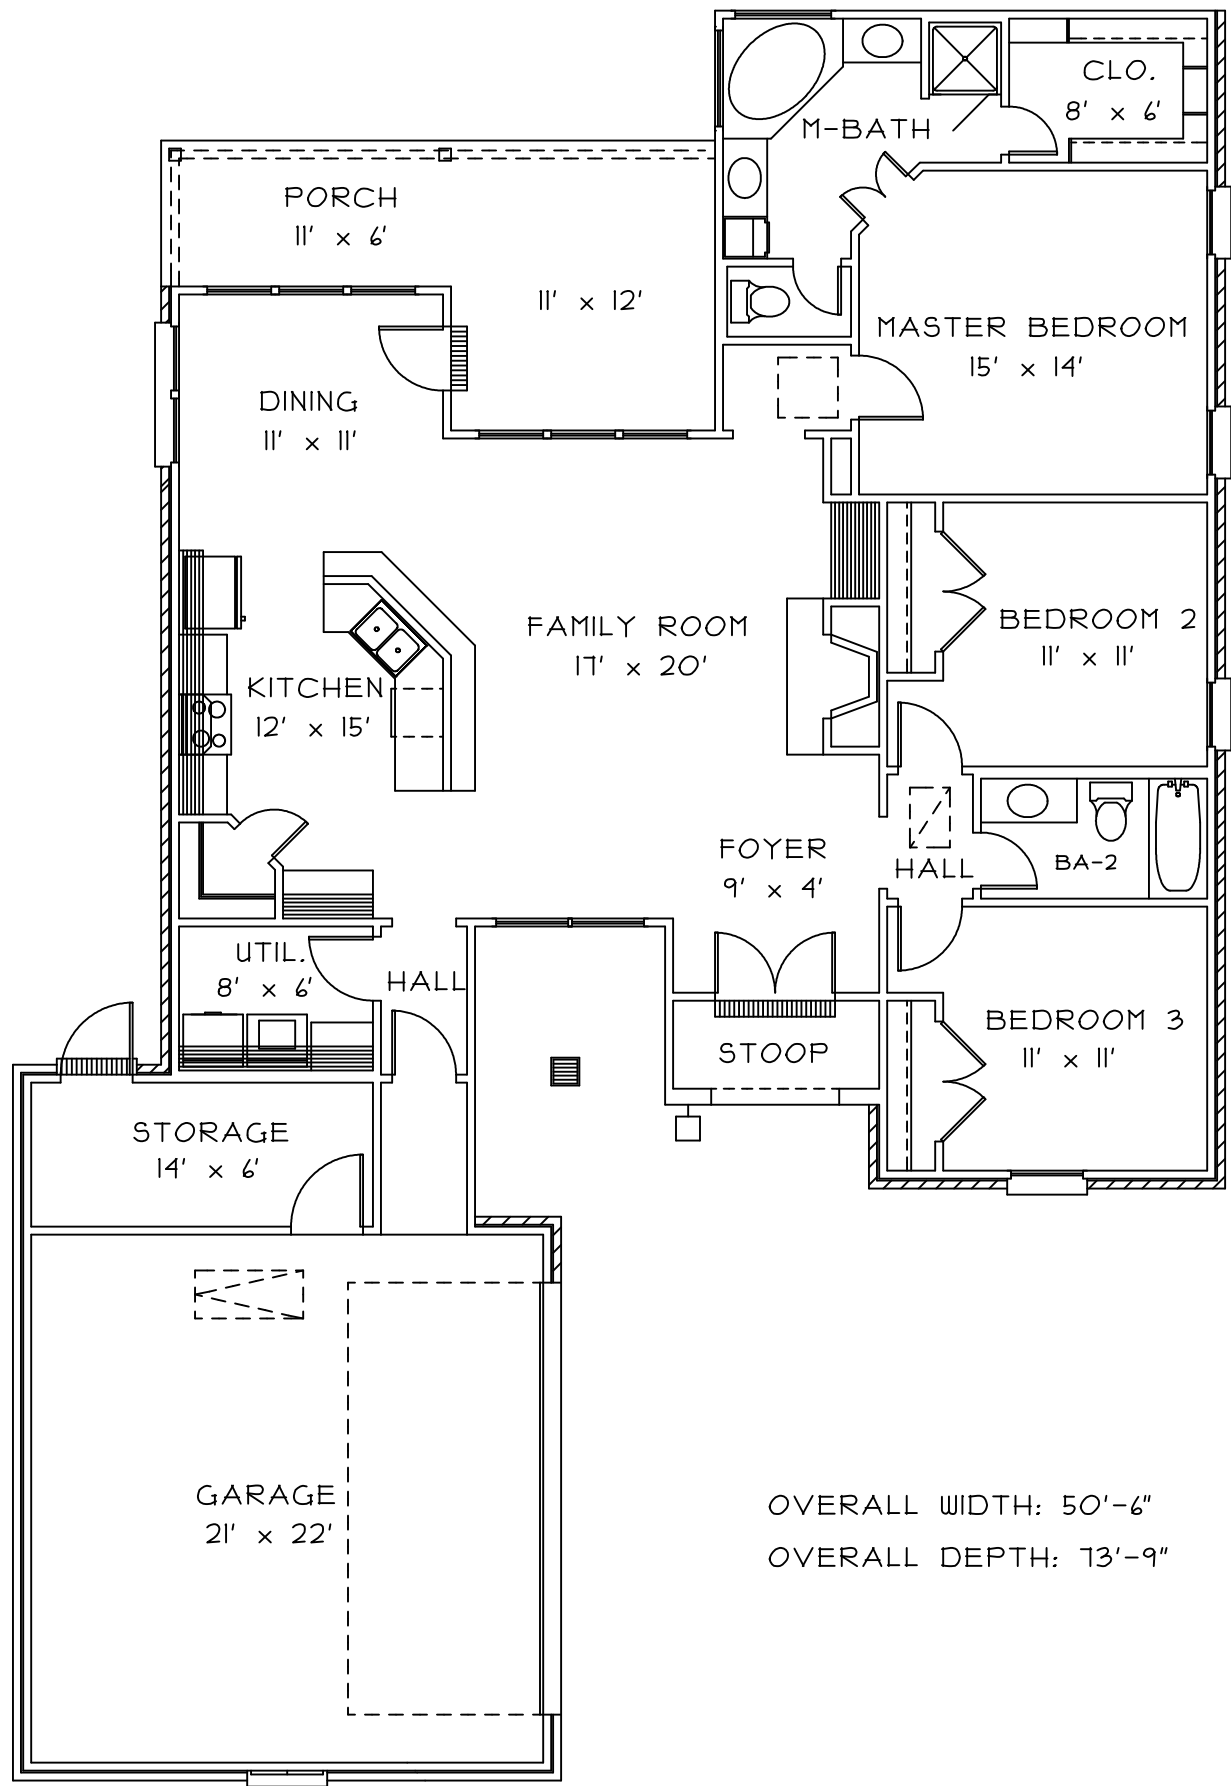 CLO.
8' x 6'
M-BATH
PORCH
11' x 6'
11' x 12'
MASTER BEDROOM
15' x 14'
DINING
11' x 11'
BEDROOM 2
11' x 11'
FAMILY ROOM
17' x 20'
KITCHEN
12' x 15'
FOYER
9' x 4'
HALL
BA-2
UTIL.
8' x 6'
HALL
BEDROOM 3
11' x 11'
STOOP
STORAGE
14' x 6'
GARAGE
21' x 22'
OVERALL WIDTH: 50'-6"
OVERALL DEPTH: 73'-9"